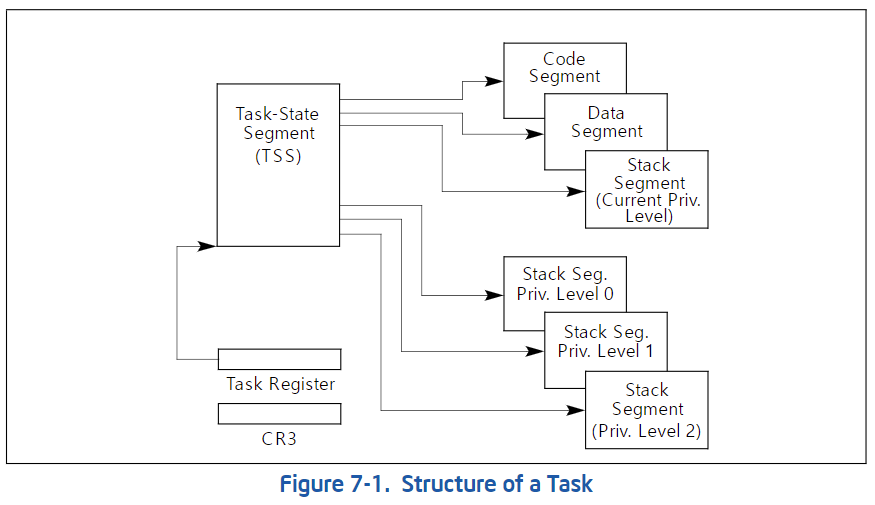 Code
Segment
Task-State
Segment
(TSS)
Data
Segment
Stack
Segment
(Current Priv.
Level)
Stack Seg.
Priv. Level 0
Stack Seg.
Priv. Level 1
Task Register
Stack
Segment
(Priv. Level 2)
CR3
Figure 7-1. Structure of a Task